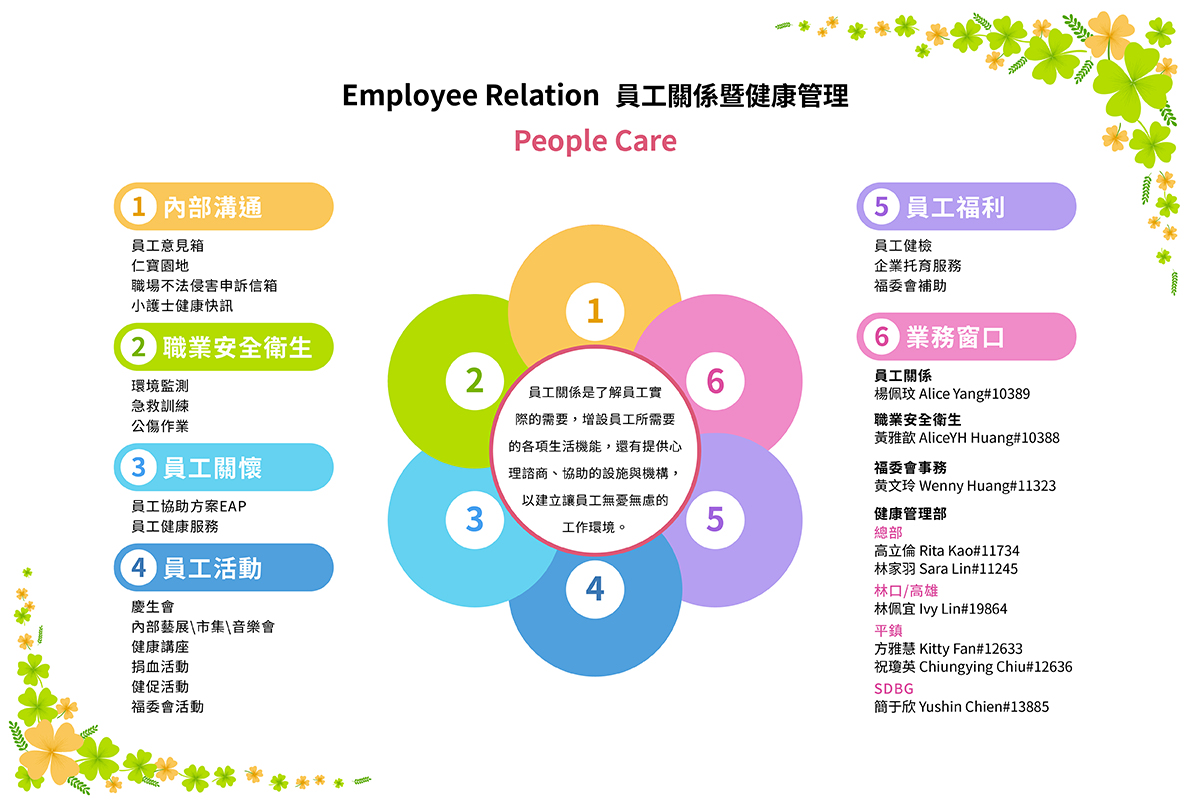 Employee Relation 員工關係暨健康管理
People Care
1 內部溝通
員工意見箱
仁寶園地
職場不法侵害申訴信箱
小護士健康快訊
2 職業安全衛生
環境監測
急救訓練
公傷作業
3 員工關懷
員工協助方案EAP
員工健康服務
4 員工活動
慶生會
內部藝展\市集\音樂會
健康講座
捐血活動
健促活動
福委會活動
1
2
3
4
5
6
員工關係是了解員工實
際的需要，增設員工所需要
的各項生活機能，還有提供心
理諮商、協助的設施與機構，
以建立讓員工無憂無慮的
工作環境。
5 員工福利
員工健檢
企業托育服務
福委會補助
6 業務窗口
員工關係
楊佩玟 Alice Yang#10389
職業安全衛生
黃雅歆 AliceYH Huang#10388
福委會事務
黃文玲 Wenny Huang#11323
健康管理部
總部
高立倫 Rita Kao#11734
林家羽 Sara Lin#11245
林口/高雄
林佩宜 Ivy Lin#19864
平鎮
方雅慧 Kitty Fan#12633
祝瓊英 Chiungying Chiu#12636
SDBG
簡于欣 Yushin Chien#13885